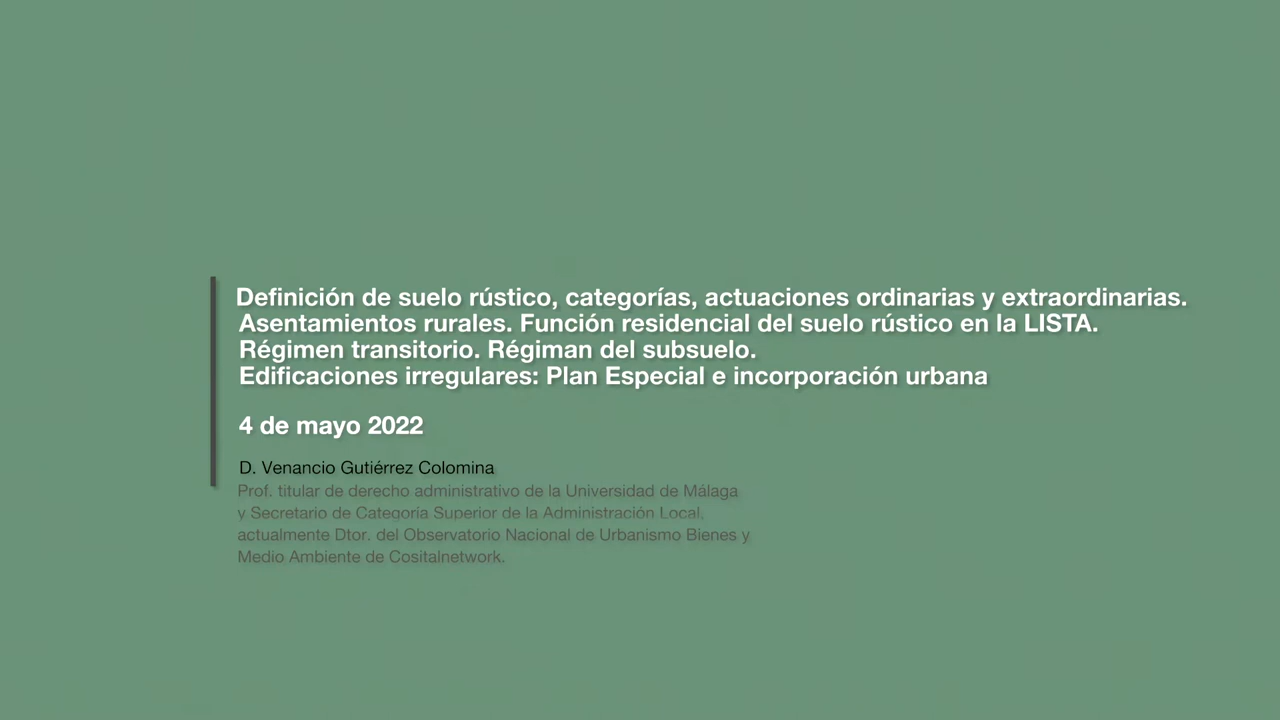 Definición de suelo rústico, categorías, actuaciones ordinarias y extraordinarias.
Asentamientos rurales. Función residencial del suelo rústico en la LISTA.
Régimen transitorio. Régiman del subsuelo.
Edificaciones irregulares: Plan Especial e incorporación urbana
4 de mayo 2022
D. Venancio Gutiérrez Colomina
Prof. titular de derecho administrativo de la Universidad de Málaga
y Secretario de Categoría Superior de la Administración Local,
actualmente Dtor. del Observatorio Nacional de Urbanismo Bienes y
Medio Ambiente de Cositalnetwork.